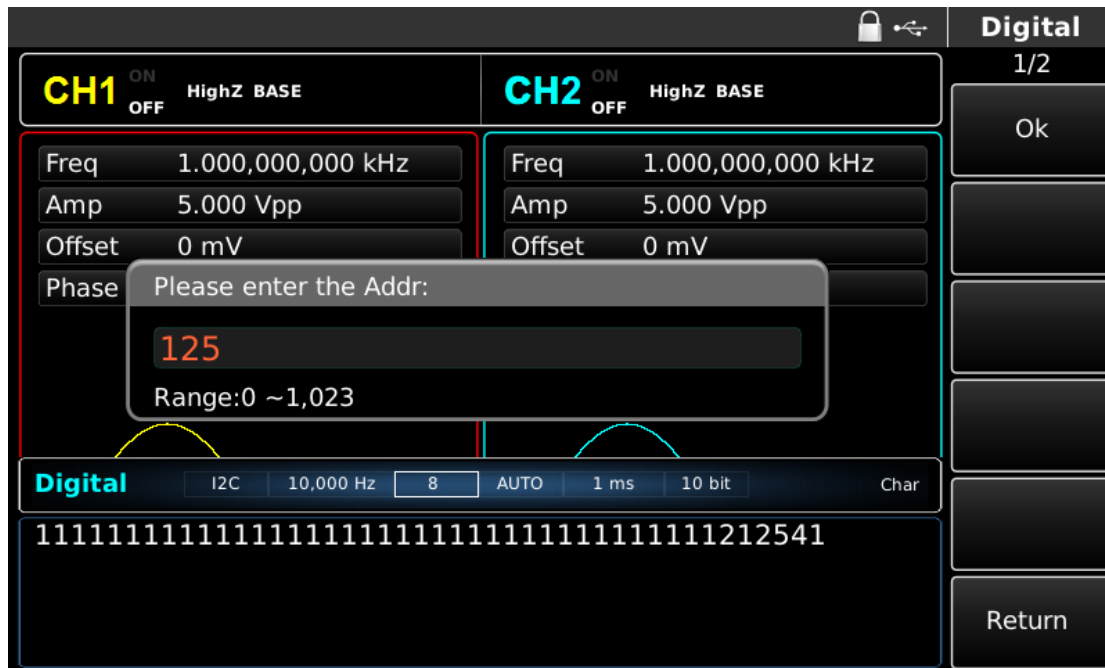 Digital
1/2
CH1 ON OFF HighZ BASE
CH2 ON OFF HighZ BASE
Ok
Freq 1.000,000,000 kHz
Freq 1.000,000,000 kHz
Amp 5.000 Vpp
Amp 5.000 Vpp
Offset 0 mV
Offset 0 mV
Phase
Please enter the Addr:
125
Range:0 ~1,023
Digital I2C 10,000 Hz 8 AUTO 1 ms 10 bit Char
1111111111111111111111111111111111111212541
Return